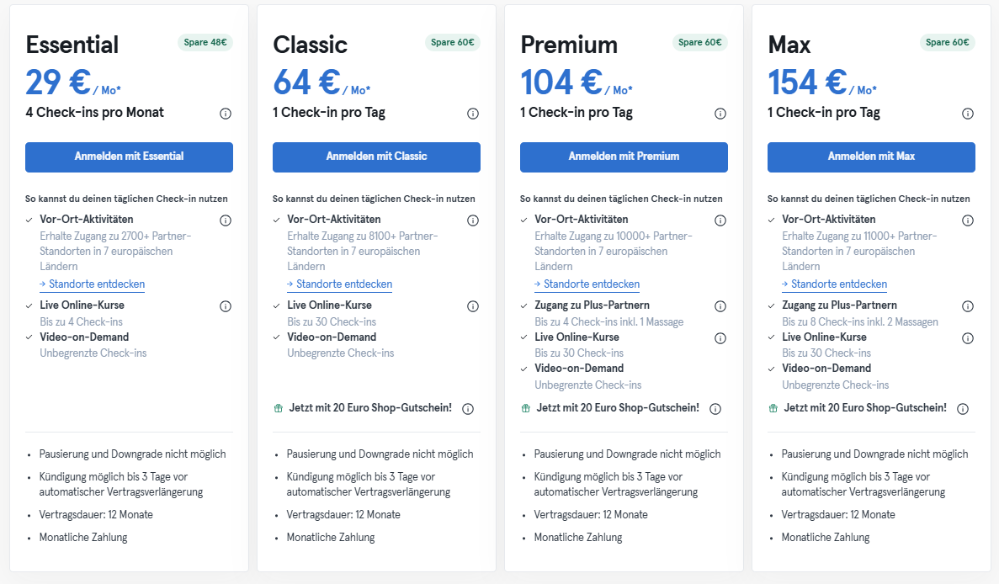 Essential
Spare 48€
29 € / Mo*
4 Check-ins pro Monat
Anmelden mit Essential
So kannst du deinen täglichen Check-in nutzen
Vor-Ort-Aktivitäten
Erhalte Zugang zu 2700+ Partner-
Standorten in 7 europäischen
Ländern
→ Standorte entdecken
Live Online-Kurse
Bis zu 4 Check-ins
Video-on-Demand
Unbegrenzte Check-ins
• Pausierung und Downgrade nicht möglich
• Kündigung möglich bis 3 Tage vor
automatischer Vertragsverlängerung
• Vertragsdauer: 12 Monate
• Monatliche Zahlung
Classic
Spare 60€
64 € / Mo*
1 Check-in pro Tag
Anmelden mit Classic
So kannst du deinen täglichen Check-in nutzen
Vor-Ort-Aktivitäten
Erhalte Zugang zu 8100+ Partner-
Standorten in 7 europäischen
Ländern
→ Standorte entdecken
Live Online-Kurse
Bis zu 30 Check-ins
Video-on-Demand
Unbegrenzte Check-ins
Jetzt mit 20 Euro Shop-Gutschein!
• Pausierung und Downgrade nicht möglich
• Kündigung möglich bis 3 Tage vor
automatischer Vertragsverlängerung
• Vertragsdauer: 12 Monate
• Monatliche Zahlung
Premium
Spare 60€
104 € / Mo*
1 Check-in pro Tag
Anmelden mit Premium
So kannst du deinen täglichen Check-in nutzen
Vor-Ort-Aktivitäten
Erhalte Zugang zu 10000+ Partner-
Standorten in 7 europäischen
Ländern
→ Standorte entdecken
Zugang zu Plus-Partnern
Bis zu 4 Check-ins inkl. 1 Massage
Live Online-Kurse
Bis zu 30 Check-ins
Video-on-Demand
Unbegrenzte Check-ins
Jetzt mit 20 Euro Shop-Gutschein!
• Pausierung und Downgrade nicht möglich
• Kündigung möglich bis 3 Tage vor
automatischer Vertragsverlängerung
• Vertragsdauer: 12 Monate
• Monatliche Zahlung
Max
Spare 60€
154 € / Mo*
1 Check-in pro Tag
Anmelden mit Max
So kannst du deinen täglichen Check-in nutzen
Vor-Ort-Aktivitäten
Erhalte Zugang zu 11000+ Partner-
Standorten in 7 europäischen
Ländern
→ Standorte entdecken
Zugang zu Plus-Partnern
Bis zu 8 Check-ins inkl. 2 Massagen
Live Online-Kurse
Bis zu 30 Check-ins
Video-on-Demand
Unbegrenzte Check-ins
Jetzt mit 20 Euro Shop-Gutschein!
• Pausierung und Downgrade nicht möglich
• Kündigung möglich bis 3 Tage vor
automatischer Vertragsverlängerung
• Vertragsdauer: 12 Monate
• Monatliche Zahlung